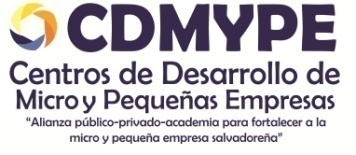 CDMYPE
Centros de Desarrollo de
Micro y Pequeñas Empresas
“Alianza público-privado-academia para fortalecer a la
micro y pequeña empresa salvadoreña”